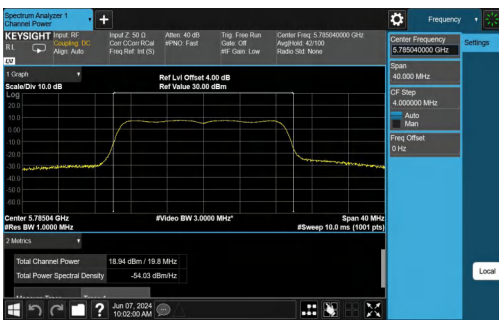 Spectrum Analyzer 1
Channel Power
Frequency
KEYSIGHT
Input: RF
Coupling: DC
Align: Auto
Input Z: 50 Ω
Corr CCorr RCal
Freq Ref: Int (S)
Atten: 40 dB
#PNO: Fast
Trig: Free Run
Gate: Off
#IF Gain: Low
Center Freq: 5.785040000 GHz
Avg|Hold: 42/100
Radio Std: None
R L
1 Graph
Scale/Div 10.0 dB
Ref Lvl Offset 4.00 dB
Ref Value 30.00 dBm
Log
20.0
10.0
0.00
-10.0
-20.0
-30.0
-40.0
-50.0
-60.0
Center 5.78504 GHz
#Res BW 1.0000 MHz
#Video BW 3.0000 MHz*
Span 40 MHz
#Sweep 10.0 ms (1001 pts)
2 Metrics
Total Channel Power
18.94 dBm / 19.8 MHz
Total Power Spectral Density
-54.03 dBm/Hz
Jun 07, 2024
10:02:00 AM
Center Frequency
5.785040000 GHz
Span
40.000 MHz
CF Step
4.000000 MHz
Auto
Man
Freq Offset
0 Hz
Settings
Local